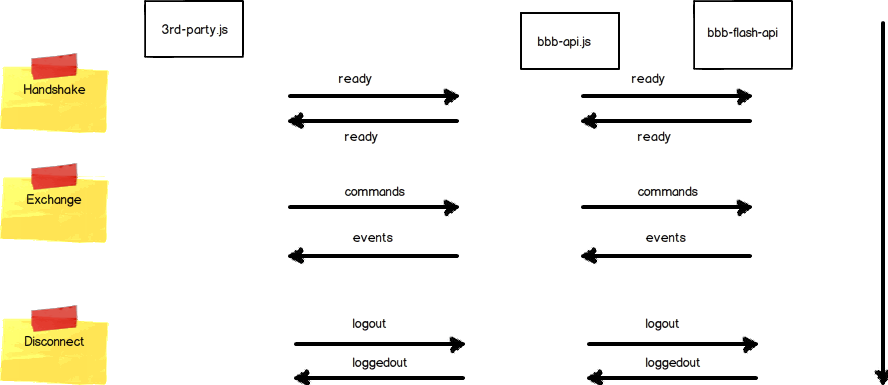 3rd-party.js
bbb-api.js
bbb-flash-api
Handshake
ready
ready
ready
ready
Exchange
commands
commands
events
events
Disconnect
logout
logout
loggedout
loggedout